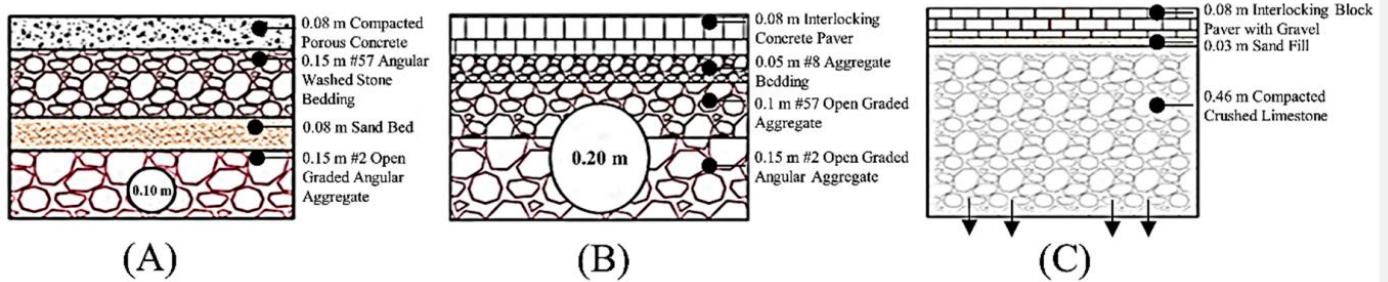 0.08 m Compacted
Porous Concrete
0.15 m #57 Angular
Washed Stone
Bedding
0.08 m Sand Bed
0.15 m #2 Open
Graded Angular
Aggregate
0.10 m
(A)
0.08 m Interlocking
Concrete Paver
0.05 m #8 Aggregate
Bedding
0.1 m #57 Open Graded
Aggregate
0.15 m #2 Open Graded
Angular Aggregate
0.20 m
(B)
0.08 m Interlocking Block
Paver with Gravel
0.03 m Sand Fill
0.46 m Compacted
Crushed Limestone
(C)